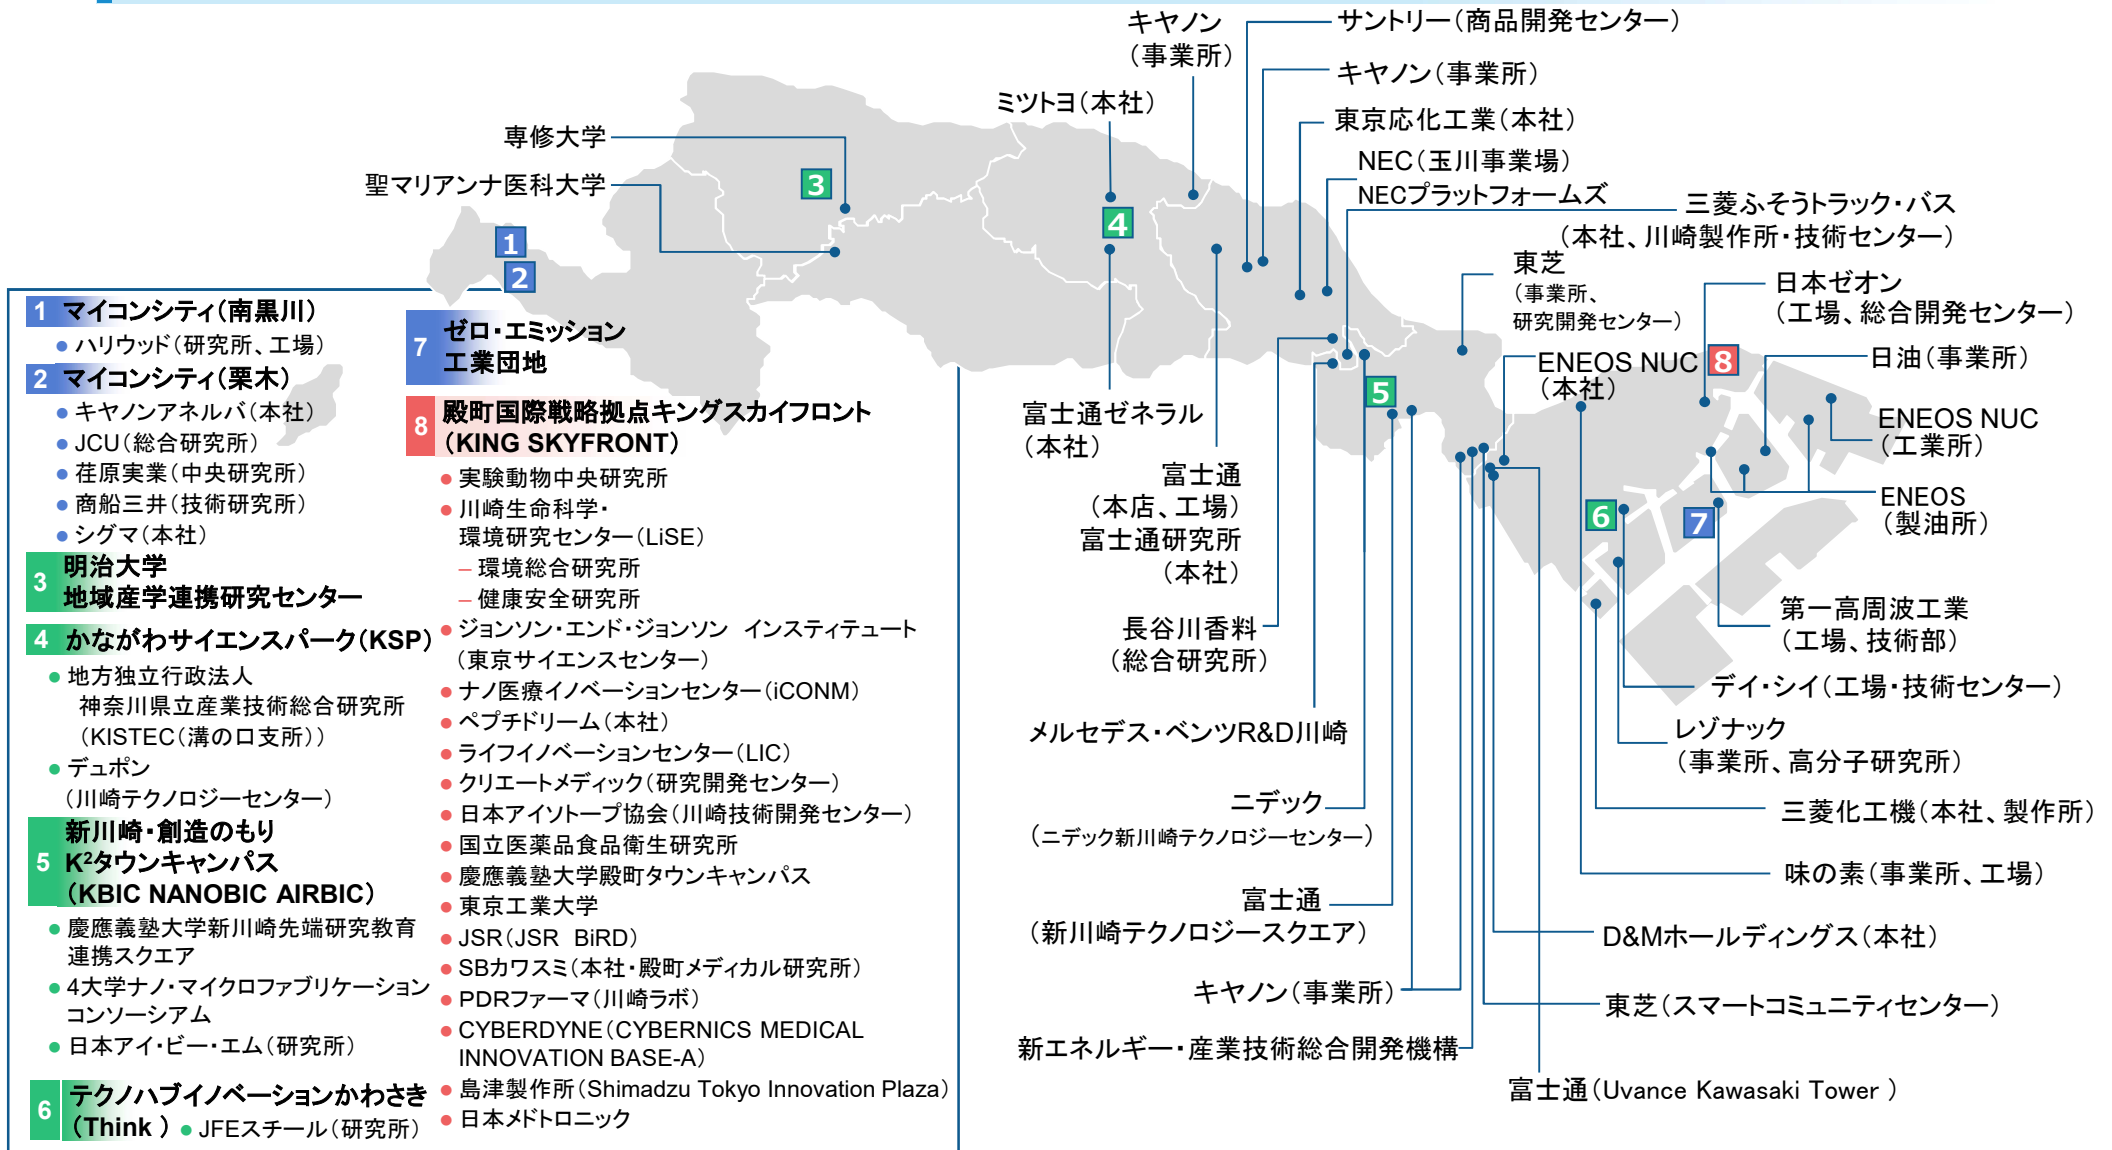 キヤノン
（事業所）
サントリー（商品開発センター）
キヤノン（事業所）
ミツトヨ（本社）
東京応化工業（本社）
専修大学
NEC（玉川事業場）
NECプラットフォームズ
聖マリアンナ医科大学
三菱ふそうトラック・バス
（本社、川崎製作所・技術センター）
3
4
1
2
東芝
（事業所、
研究開発センター）
日本ゼオン
（工場、総合開発センター）
ENEOS NUC
（本社）
8
日油（事業所）
5
富士通ゼネラル
（本社）
ENEOS NUC
（工業所）
富士通
（本店、工場）
富士通研究所
（本社）
ENEOS
（製油所）
6
7
長谷川香料
（総合研究所）
第一高周波工業
（工場、技術部）
デイ・シイ（工場・技術センター）
メルセデス・ベンツR&D川崎
レゾナック
（事業所、高分子研究所）
ニデック
（ニデック新川崎テクノロジーセンター）
三菱化工機（本社、製作所）
味の素（事業所、工場）
富士通
（新川崎テクノロジースクエア）
D&Mホールディングス（本社）
キヤノン（事業所）
東芝（スマートコミュニティセンター）
新エネルギー・産業技術総合開発機構
富士通（Uvance Kawasaki Tower ）
1 マイコンシティ（南黒川）
● ハリウッド（研究所、工場）
2 マイコンシティ（栗木）
● キヤノンアネルバ（本社）
● JCU（総合研究所）
● 荏原実業（中央研究所）
● 商船三井（技術研究所）
● シグマ（本社）
3 明治大学
地域産学連携研究センター
4 かながわサイエンスパーク（KSP）
● 地方独立行政法人
神奈川県立産業技術総合研究所
（KISTEC（溝の口支所））
● デュポン
（川崎テクノロジーセンター）
5 新川崎・創造のもり
K²タウンキャンパス
（KBIC NANOBIC AIRBIC）
● 慶應義塾大学新川崎先端研究教育
連携スクエア
● 4大学ナノ・マイクロファブリケーション
コンソーシアム
● 日本アイ・ビー・エム（研究所）
6 テクノハブイノベーションかわさき
（Think ） ● JFEスチール（研究所）
7 ゼロ・エミッション
工業団地
8 殿町国際戦略拠点キングスカイフロント
（KING SKYFRONT）
● 実験動物中央研究所
● 川崎生命科学・
環境研究センター（LiSE）
– 環境総合研究所
– 健康安全研究所
● ジョンソン・エンド・ジョンソン　インスティテュート
（東京サイエンスセンター）
● ナノ医療イノベーションセンター（iCONM）
● ペプチドリーム（本社）
● ライフイノベーションセンター（LIC）
● クリエートメディック（研究開発センター）
● 日本アイソトープ協会（川崎技術開発センター）
● 国立医薬品食品衛生研究所
● 慶應義塾大学殿町タウンキャンパス
● 東京工業大学
● JSR（JSR BiRD）
● SBカワスミ（本社・殿町メディカル研究所）
● PDRファーマ（川崎ラボ）
● CYBERDYNE（CYBERNICS MEDICAL
INNOVATION BASE-A）
● 島津製作所（Shimadzu Tokyo Innovation Plaza）
● 日本メドトロニック